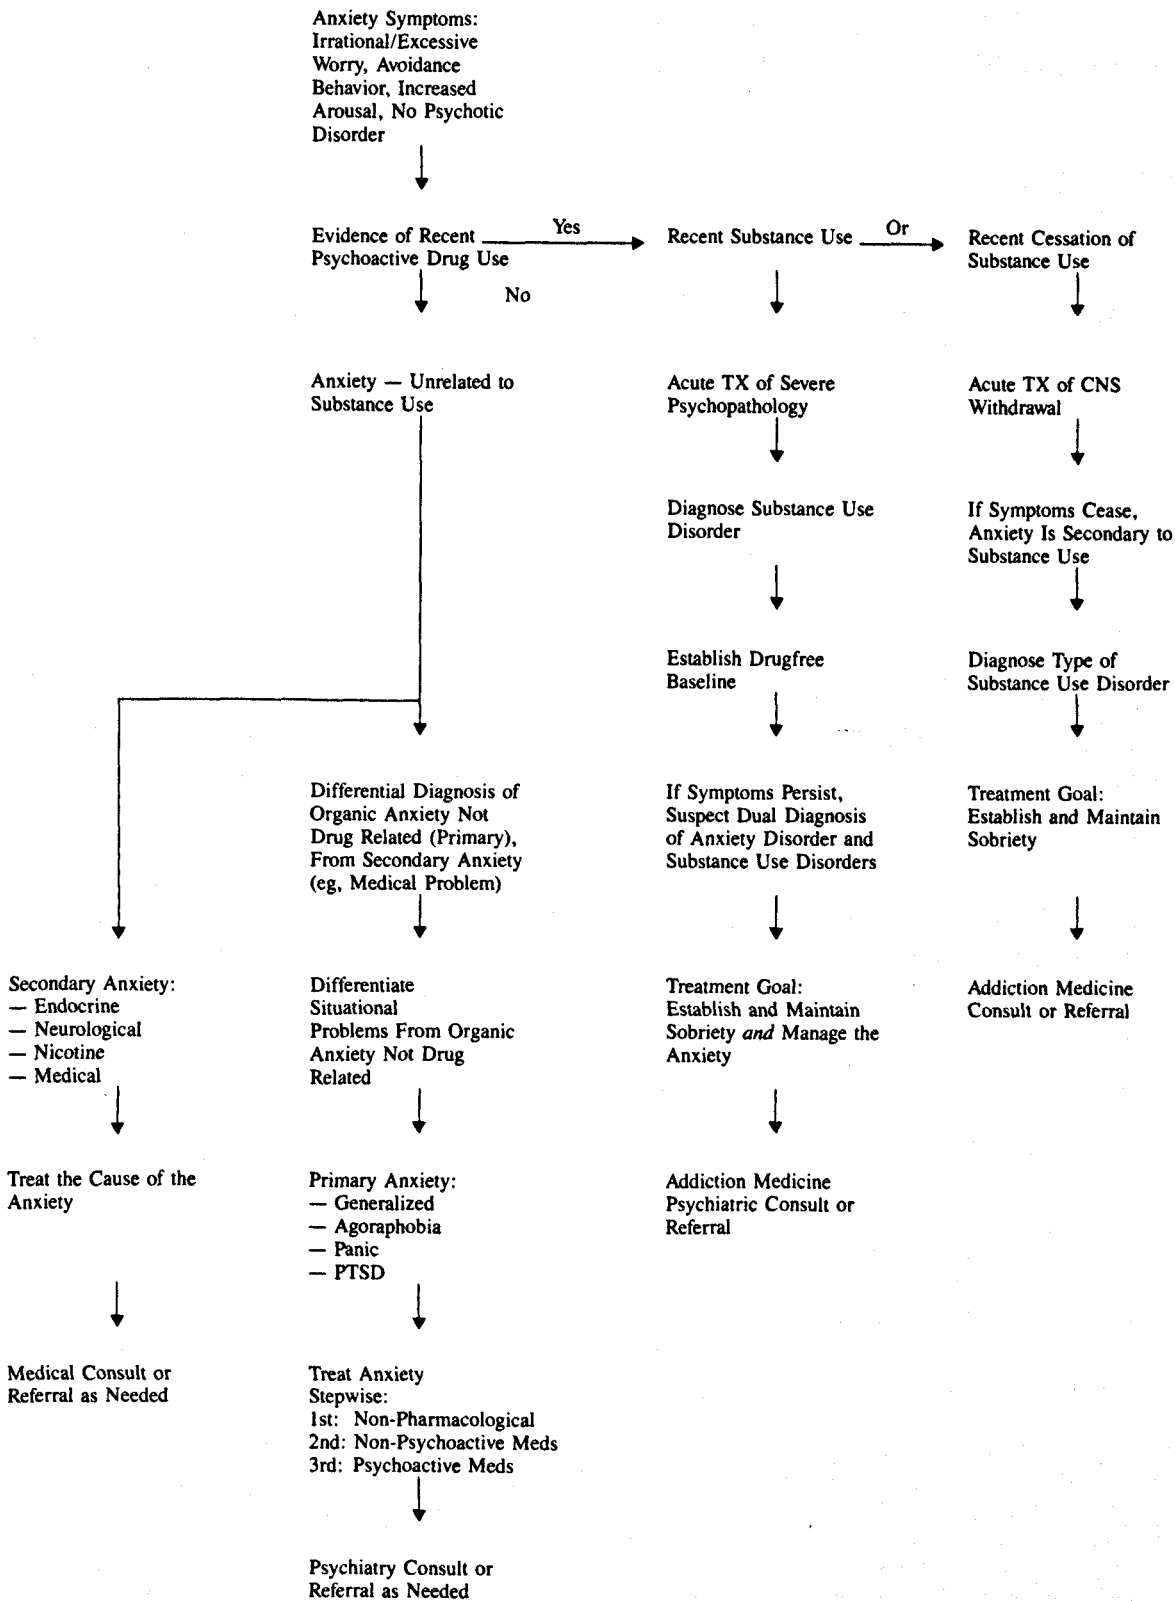 Anxiety Symptoms:
Irrational/Excessive
Worry, Avoidance
Behavior, Increased
Arousal, No Psychotic
Disorder
Evidence of Recent
Psychoactive Drug Use
Yes
No
Recent Substance Use
Or
Recent Cessation of
Substance Use
Anxiety — Unrelated to
Substance Use
Acute TX of Severe
Psychopathology
Acute TX of CNS
Withdrawal
Diagnose Substance Use
Disorder
If Symptoms Cease,
Anxiety Is Secondary to
Substance Use
Establish Drugfree
Baseline
Diagnose Type of
Substance Use Disorder
Differential Diagnosis of
Organic Anxiety Not
Drug Related (Primary),
From Secondary Anxiety
(eg, Medical Problem)
If Symptoms Persist,
Suspect Dual Diagnosis
of Anxiety Disorder and
Substance Use Disorders
Treatment Goal:
Establish and Maintain
Sobriety
Secondary Anxiety:
— Endocrine
— Neurological
— Nicotine
— Medical
Differentiate
Situational
Problems From Organic
Anxiety Not Drug
Related
Treatment Goal:
Establish and Maintain
Sobriety and Manage the
Anxiety
Addiction Medicine
Consult or Referral
Treat the Cause of the
Anxiety
Primary Anxiety:
— Generalized
— Agoraphobia
— Panic
— PTSD
Addiction Medicine
Psychiatric Consult or
Referral
Medical Consult or
Referral as Needed
Treat Anxiety
Stepwise:
1st: Non-Pharmacological
2nd: Non-Psychoactive Meds
3rd: Psychoactive Meds
Psychiatry Consult or
Referral as Needed